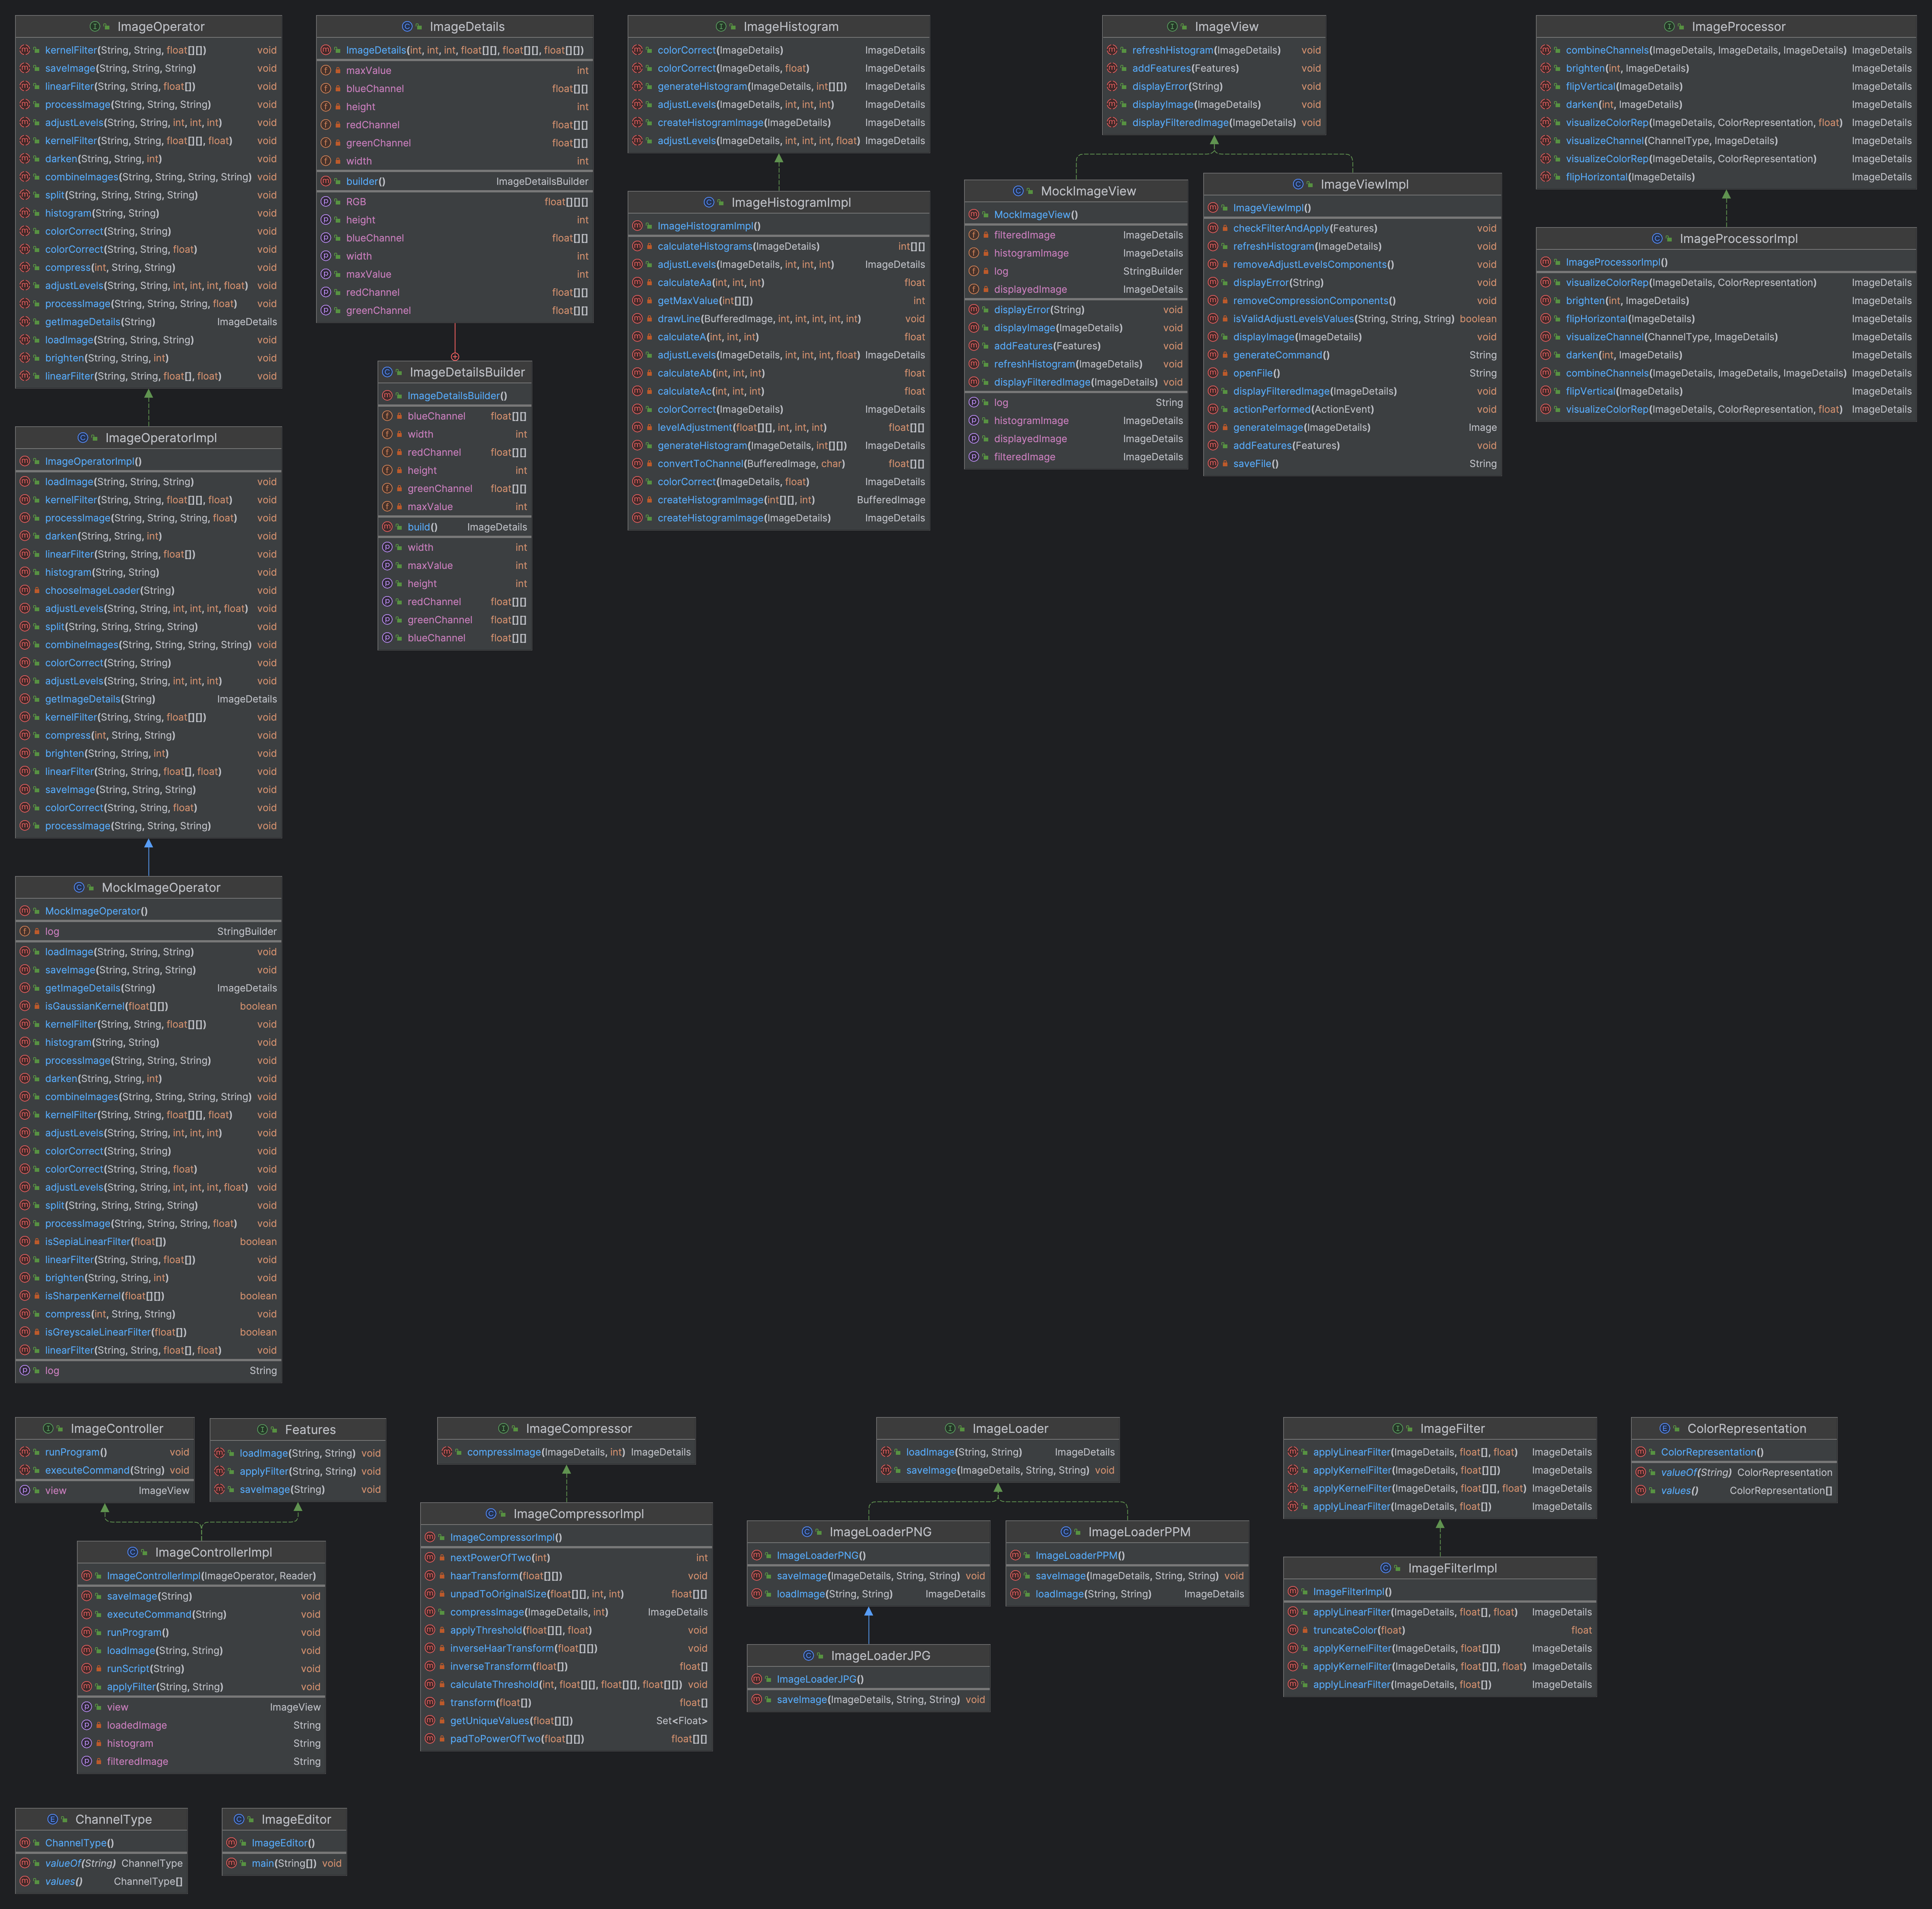 ImageOperator
kernelFilter(String, String, float[][]) void
saveImage(String, String, String) void
linearFilter(String, String, float[]) void
processImage(String, String, String) void
adjustLevels(String, String, int, int, int) void
kernelFilter(String, String, float[][], float) void
darken(String, String, int) void
combineImages(String, String, String, String) void
split(String, String, String, String) void
histogram(String, String) void
colorCorrect(String, String) void
colorCorrect(String, String, float) void
compress(int, String, String) void
adjustLevels(String, String, int, int, int, float) void
processImage(String, String, String, float) void
getImageDetails(String) ImageDetails
loadImage(String, String, String) void
brighten(String, String, int) void
linearFilter(String, String, float[], float) void
ImageOperatorImpl
ImageOperatorImpl()
loadImage(String, String, String) void
kernelFilter(String, String, float[][], float) void
processImage(String, String, String, float) void
darken(String, String, int) void
linearFilter(String, String, float[]) void
histogram(String, String) void
chooseImageLoader(String) void
adjustLevels(String, String, int, int, int, float) void
split(String, String, String, String) void
combineImages(String, String, String, String) void
colorCorrect(String, String) void
adjustLevels(String, String, int, int, int) void
getImageDetails(String) ImageDetails
kernelFilter(String, String, float[][]) void
compress(int, String, String) void
brighten(String, String, int) void
linearFilter(String, String, float[], float) void
saveImage(String, String, String) void
colorCorrect(String, String, float) void
processImage(String, String, String) void
MockImageOperator
MockImageOperator()
log StringBuilder
loadImage(String, String, String) void
saveImage(String, String, String) void
getImageDetails(String) ImageDetails
isGaussianKernel(float[][]) boolean
kernelFilter(String, String, float[][]) void
histogram(String, String) void
processImage(String, String, String) void
darken(String, String, int) void
combineImages(String, String, String, String) void
kernelFilter(String, String, float[][], float) void
adjustLevels(String, String, int, int, int) void
colorCorrect(String, String) void
colorCorrect(String, String, float) void
adjustLevels(String, String, int, int, int, float) void
split(String, String, String, String) void
processImage(String, String, String, float) void
isSepiaLinearFilter(float[]) boolean
linearFilter(String, String, float[]) void
brighten(String, String, int) void
isSharpenKernel(float[][]) boolean
compress(int, String, String) void
isGreyscaleLinearFilter(float[]) boolean
linearFilter(String, String, float[], float) void
log String
ImageDetails
ImageDetails(int, int, int, float[][], float[][], float[][])
maxValue int
blueChannel float[][]
height int
redChannel float[][]
greenChannel float[][]
width int
builder() ImageDetailsBuilder
RGB float[][][]
height int
blueChannel float[][]
width int
maxValue int
redChannel float[][]
greenChannel float[][]
ImageDetailsBuilder
ImageDetailsBuilder()
blueChannel float[][]
width int
redChannel float[][]
height int
greenChannel float[][]
maxValue int
build() ImageDetails
width int
maxValue int
height int
redChannel float[][]
greenChannel float[][]
blueChannel float[][]
ImageHistogram
colorCorrect(ImageDetails) ImageDetails
colorCorrect(ImageDetails, float) ImageDetails
generateHistogram(ImageDetails, int[][]) ImageDetails
adjustLevels(ImageDetails, int, int, int) ImageDetails
createHistogramImage(ImageDetails) ImageDetails
adjustLevels(ImageDetails, int, int, int, float) ImageDetails
ImageHistogramImpl
ImageHistogramImpl()
calculateHistograms(ImageDetails) int[][]
adjustLevels(ImageDetails, int, int, int) ImageDetails
calculateAa(int, int, int) float
getMaxValue(int[][]) int
drawLine(BufferedImage, int, int, int, int, int) void
calculateA(int, int, int) float
adjustLevels(ImageDetails, int, int, int, float) ImageDetails
calculateAb(int, int, int) float
calculateAc(int, int, int) float
colorCorrect(ImageDetails) ImageDetails
levelAdjustment(float[][], int, int, int) float[][]
generateHistogram(ImageDetails, int[][]) ImageDetails
convertToChannel(BufferedImage, char) float[][]
colorCorrect(ImageDetails, float) ImageDetails
createHistogramImage(int[][], int) BufferedImage
createHistogramImage(ImageDetails) ImageDetails
ImageView
refreshHistogram(ImageDetails) void
addFeatures(Features) void
displayError(String) void
displayImage(ImageDetails) void
displayFilteredImage(ImageDetails) void
MockImageView
MockImageView()
filteredImage ImageDetails
histogramImage ImageDetails
log StringBuilder
displayedImage ImageDetails
displayError(String) void
displayImage(ImageDetails) void
addFeatures(Features) void
refreshHistogram(ImageDetails) void
displayFilteredImage(ImageDetails) void
log String
histogramImage ImageDetails
displayedImage ImageDetails
filteredImage ImageDetails
ImageViewImpl
ImageViewImpl()
checkFilterAndApply(Features) void
refreshHistogram(ImageDetails) void
removeAdjustLevelsComponents() void
displayError(String) void
removeCompressionComponents() void
isValidAdjustLevelsValues(String, String, String) boolean
displayImage(ImageDetails) void
generateCommand() String
openFile() String
displayFilteredImage(ImageDetails) void
actionPerformed(ActionEvent) void
generateImage(ImageDetails) Image
addFeatures(Features) void
saveFile() String
ImageProcessor
combineChannels(ImageDetails, ImageDetails, ImageDetails) ImageDetails
brighten(int, ImageDetails) ImageDetails
flipVertical(ImageDetails) ImageDetails
darken(int, ImageDetails) ImageDetails
visualizeColorRep(ImageDetails, ColorRepresentation, float) ImageDetails
visualizeChannel(ChannelType, ImageDetails) ImageDetails
visualizeColorRep(ImageDetails, ColorRepresentation) ImageDetails
flipHorizontal(ImageDetails) ImageDetails
ImageProcessorImpl
ImageProcessorImpl()
visualizeColorRep(ImageDetails, ColorRepresentation) ImageDetails
brighten(int, ImageDetails) ImageDetails
flipHorizontal(ImageDetails) ImageDetails
visualizeChannel(ChannelType, ImageDetails) ImageDetails
darken(int, ImageDetails) ImageDetails
combineChannels(ImageDetails, ImageDetails, ImageDetails) ImageDetails
flipVertical(ImageDetails) ImageDetails
visualizeColorRep(ImageDetails, ColorRepresentation, float) ImageDetails
ImageController
runProgram() void
executeCommand(String) void
view ImageView
Features
loadImage(String, String) void
applyFilter(String, String) void
saveImage(String) void
ImageControllerImpl
ImageControllerImpl(ImageOperator, Reader)
saveImage(String) void
executeCommand(String) void
runProgram() void
loadImage(String, String) void
runScript(String) void
applyFilter(String, String) void
view ImageView
loadedImage String
histogram String
filteredImage String
ImageCompressor
compressImage(ImageDetails, int) ImageDetails
ImageCompressorImpl
ImageCompressorImpl()
nextPowerOfTwo(int) int
haarTransform(float[][]) void
unpadToOriginalSize(float[][], int, int) float[][]
compressImage(ImageDetails, int) ImageDetails
applyThreshold(float[][], float) void
inverseHaarTransform(float[][]) void
inverseTransform(float[]) float[]
calculateThreshold(int, float[][], float[][], float[][]) void
transform(float[]) float[]
getUniqueValues(float[][]) Set<Float>
padToPowerOfTwo(float[][]) float[][]
ImageLoader
loadImage(String, String) ImageDetails
saveImage(ImageDetails, String, String) void
ImageLoaderPNG
ImageLoaderPNG()
saveImage(ImageDetails, String, String) void
loadImage(String, String) ImageDetails
ImageLoaderPPM
ImageLoaderPPM()
saveImage(ImageDetails, String, String) void
loadImage(String, String) ImageDetails
ImageLoaderJPG
ImageLoaderJPG()
saveImage(ImageDetails, String, String) void
ImageFilter
applyLinearFilter(ImageDetails, float[], float) ImageDetails
applyKernelFilter(ImageDetails, float[][]) ImageDetails
applyKernelFilter(ImageDetails, float[][], float) ImageDetails
applyLinearFilter(ImageDetails, float[]) ImageDetails
ImageFilterImpl
ImageFilterImpl()
applyLinearFilter(ImageDetails, float[], float) ImageDetails
truncateColor(float) float
applyKernelFilter(ImageDetails, float[][]) ImageDetails
applyKernelFilter(ImageDetails, float[][], float) ImageDetails
applyLinearFilter(ImageDetails, float[]) ImageDetails
ColorRepresentation
ColorRepresentation()
valueOf(String) ColorRepresentation
values() ColorRepresentation[]
ChannelType
ChannelType()
valueOf(String) ChannelType
values() ChannelType[]
ImageEditor
ImageEditor()
main(String[]) void